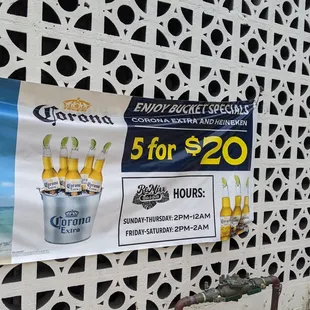 Corona
Extra
ENJOY BUCKET SPECIALS
CORONA EXTRA AND HEINEKEN
5 for $20
Corona
Extra
HOURS:
SUNDAY-THURSDAY: 2PM-12AM
FRIDAY-SATURDAY: 2PM-2AM